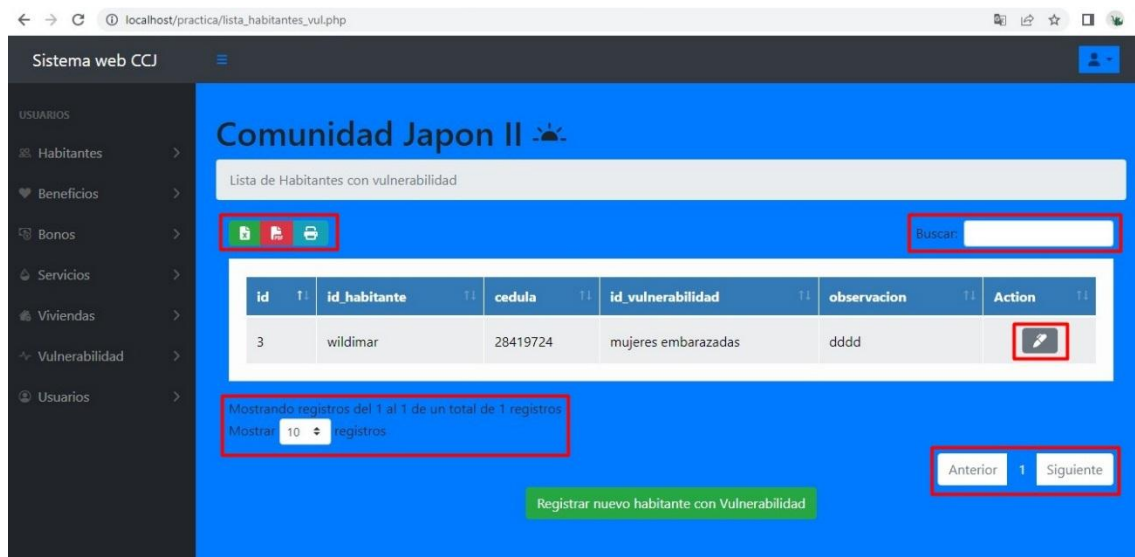 localhost/practica/lista_habitantes_vul.php
Sistema web CCJ
USUARIOS
Habitantes
Beneficios
Bonos
Servicios
Viviendas
Vulnerabilidad
Usuarios
Comunidad Japon II
Lista de Habitantes con vulnerabilidad
PDF
Buscar:
id id_habitante cedula id_vulnerabilidad observacion Action
3 wildimar 28419724 mujeres embarazadas dddd
Mostrando registros del 1 al 1 de un total de 1 registros
Mostrar 10 registros
Anterior 1 Siguiente
Registrar nuevo habitante con Vulnerabilidad